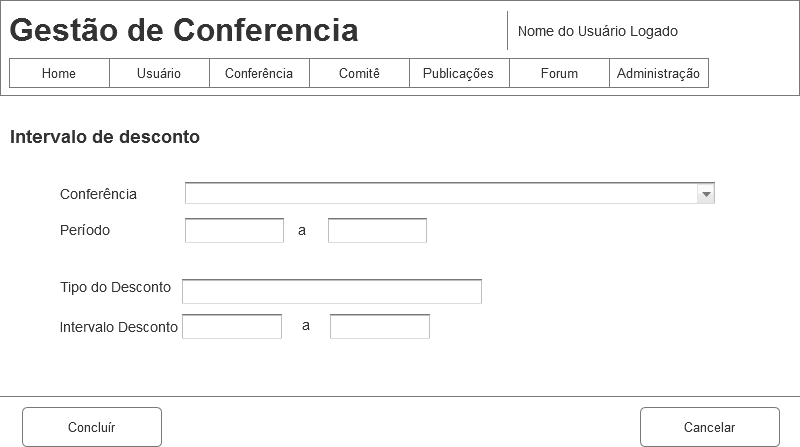 Gestão de Conferencia
Nome do Usuário Logado
Home Usuário Conferência Comitê Publicações Forum Administração
Intervalo de desconto
Conferência
Período a
Tipo do Desconto
Intervalo Desconto a
Concluír Cancelar